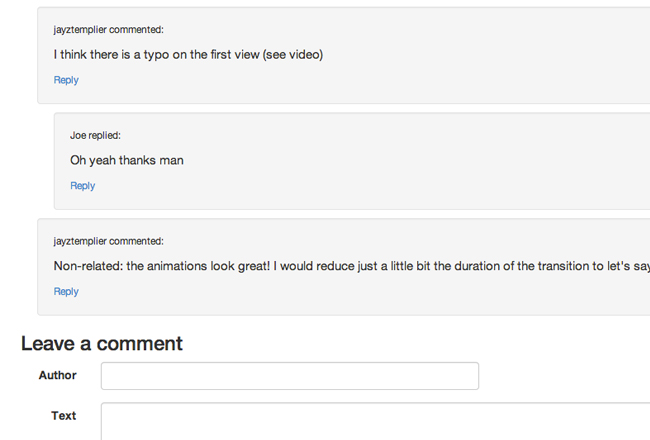 jayztemplier commented:
I think there is a typo on the first view (see video)
Reply
Joe replied:
Oh yeah thanks man
Reply
jayztemplier commented:
Non-related: the animations look great! I would reduce just a little bit the duration of the transition to let's say
Reply
Leave a comment
Author
Text